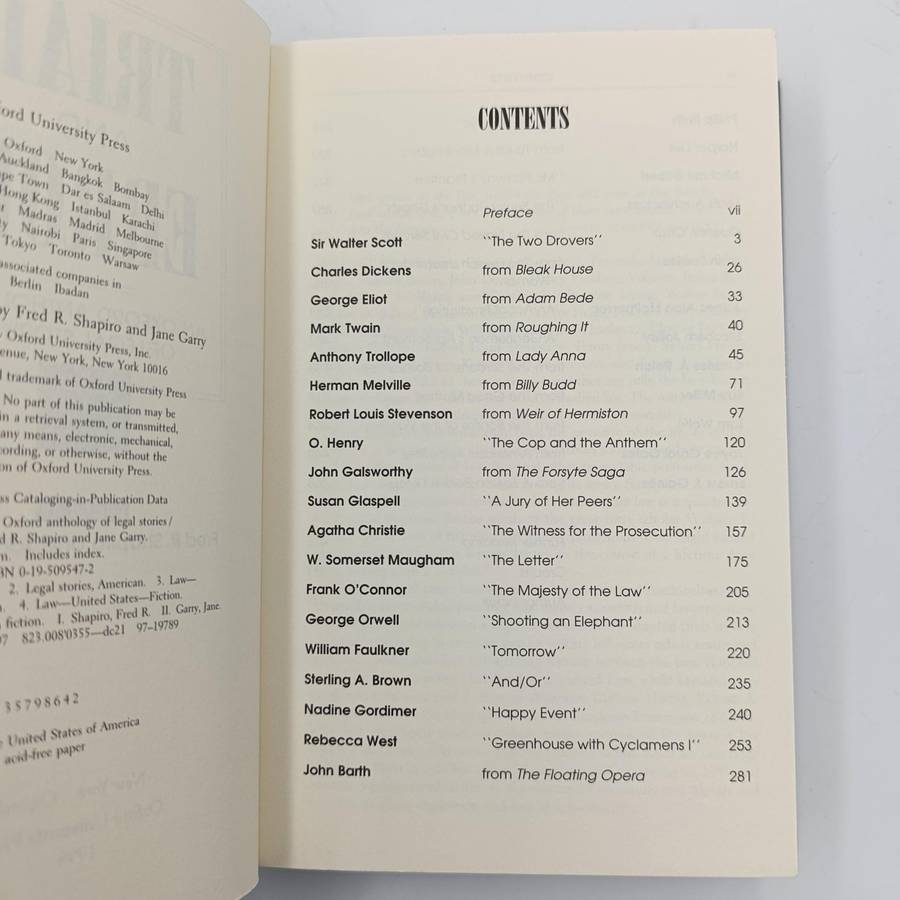 ford University Press
Oxford New York
Auckland Bangkok Bombay
Town Dar es Salaam Delhi
Hong Kong Istanbul Karachi
Madras Madrid Melbourne
Nairobi Paris Singapore
Tokyo Toronto Warsaw
associated companies in
Berlin Ibadan
by Fred R. Shapiro and Jane Garry
Oxford University Press, Inc.
enue, New York, New York 10016
trademark of Oxford University Press
No part of this publication may be
in a retrieval system, or transmitted,
any means, electronic, mechanical,
cording, or otherwise, without the
on of Oxford University Press.
ss Cataloging-in-Publication Data
Oxford anthology of legal stories /
d R. Shapiro and Jane Garry.
m. Includes index.
BN 0-19-509547-2
2. Legal stories, American. 3. Law—
4. Law—United States—Fiction.
fiction. I. Shapiro, Fred R. II. Garry, Jane.
97 823.008'0355—dc21 97-19789
3 5 7 9 8 6 4 2
United States of America
acid-free paper
CONTENTS
Preface vii
Sir Walter Scott "The Two Drovers" 3
Charles Dickens from Bleak House 26
George Eliot from Adam Bede 33
Mark Twain from Roughing It 40
Anthony Trollope from Lady Anna 45
Herman Melville from Billy Budd 71
Robert Louis Stevenson from Weir of Hermiston 97
O. Henry "The Cop and the Anthem" 120
John Galsworthy from The Forsyte Saga 126
Susan Glaspell "A Jury of Her Peers" 139
Agatha Christie "The Witness for the Prosecution" 157
W. Somerset Maugham "The Letter" 175
Frank O'Connor "The Majesty of the Law" 205
George Orwell "Shooting an Elephant" 213
William Faulkner "Tomorrow" 220
Sterling A. Brown "And/Or" 235
Nadine Gordimer "Happy Event" 240
Rebecca West "Greenhouse with Cyclamens I" 253
John Barth from The Floating Opera 281